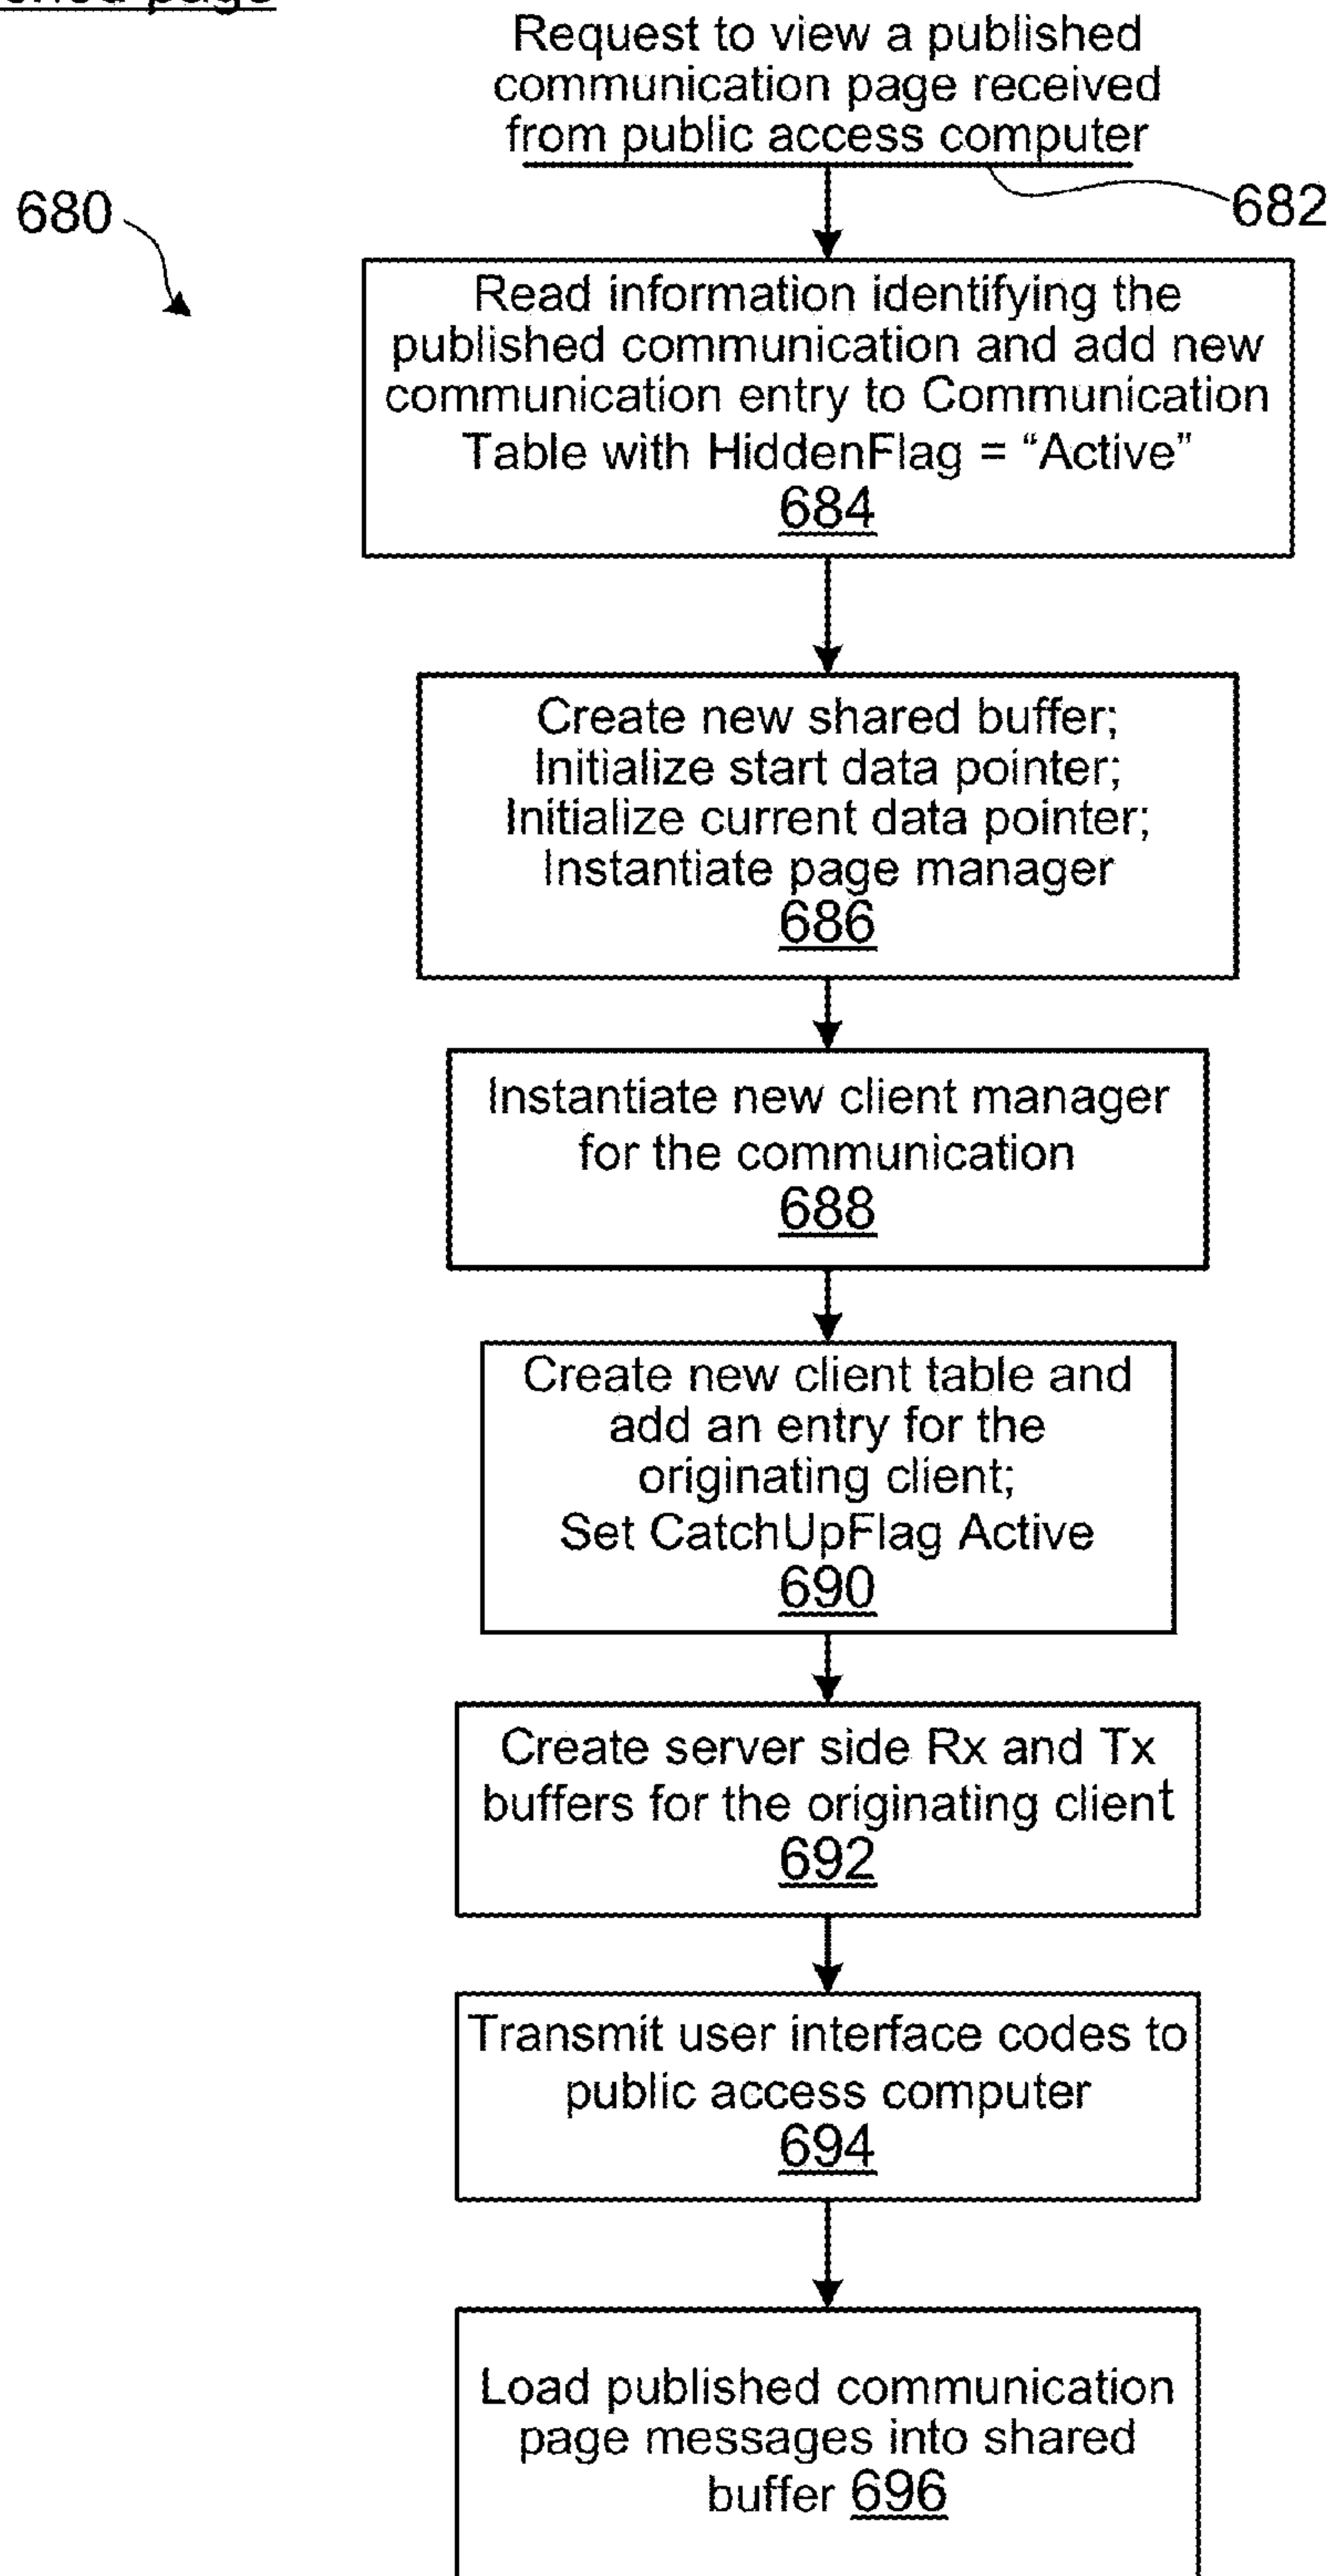 page
Request to view a published
communication page received
from public access computer
682
680
Read information identifying the
published communication and add new
communication entry to Communication
Table with HiddenFlag = “Active”
684
Create new shared buffer;
Initialize start data pointer;
Initialize current data pointer;
Instantiate page manager
686
Instantiate new client manager
for the communication
688
Create new client table and
add an entry for the
originating client;
Set CatchUpFlag Active
690
Create server side Rx and Tx
buffers for the originating client
692
Transmit user interface codes to
public access computer
694
Load published communication
page messages into shared
buffer 696